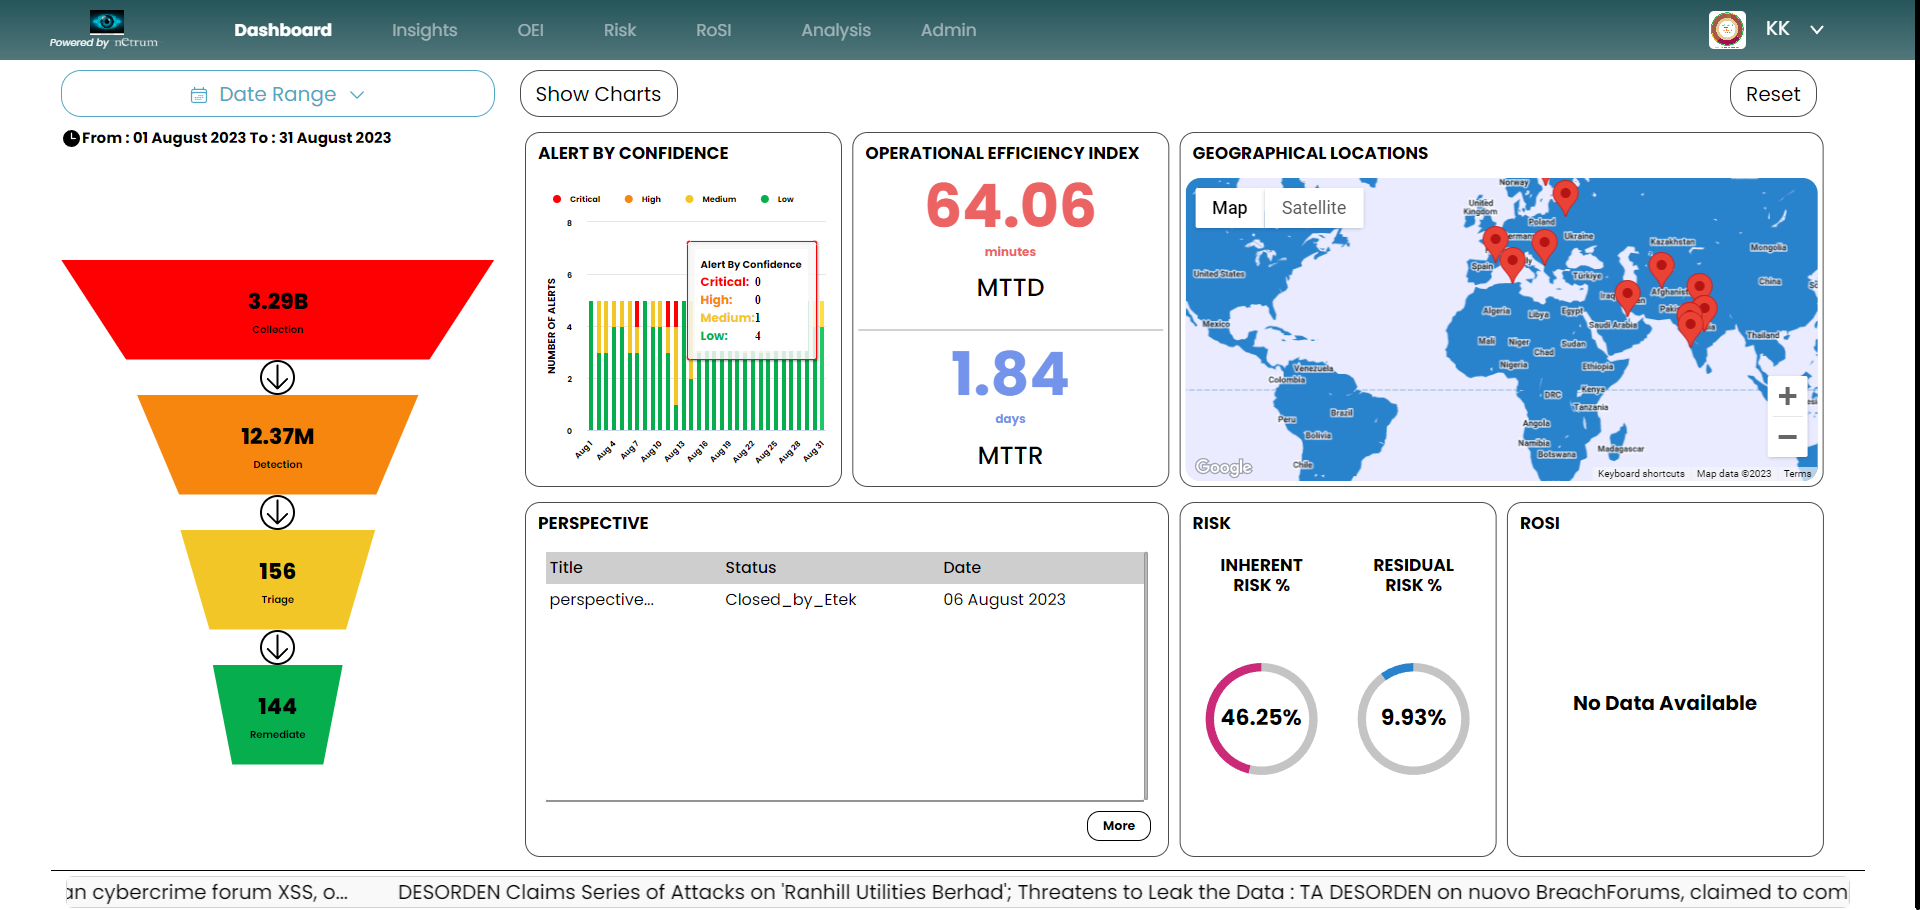 Powered by nCtrum
Dashboard
Insights
OEI
Risk
RoSI
Analysis
Admin
KK
Date Range
Show Charts
Reset
From : 01 August 2023 To : 31 August 2023
3.29B
Collection
12.37M
Detection
156
Triage
144
Remediate
ALERT BY CONFIDENCE
Critical
High
Medium
Low
NUMBER OF ALERTS
8
6
4
2
0
Alert By Confidence
Critical: 0
High: 0
Medium:1
Low: 4
Aug 1
Aug 4
Aug 7
Aug 10
Aug 13
Aug 16
Aug 19
Aug 22
Aug 25
Aug 28
Aug 31
OPERATIONAL EFFICIENCY INDEX
64.06
minutes
MTTD
1.84
days
MTTR
GEOGRAPHICAL LOCATIONS
Map
Satellite
Norway
United
Kingdom
Poland
Ukraine
Kazakhstan
Mongolia
Spain
Türkiye
China
United States
Iraq
Afghanist
Algeria
Libya
Egypt
Saudi Arabia
Mexico
Mali
Niger
Chad
Sudan
Thailand
Nigeria
Ethiopia
Venezuela
Colombia
Kenya
DRC
Tanzania
Peru
Brazil
Angola
Bolivia
Namibia
Botswana
Madagascar
Chile
Google
Keyboard shortcuts
Map data ©2023
Terms
PERSPECTIVE
Title Status Date
perspective... Closed_by_Etek 06 August 2023
More
RISK
INHERENT
RISK %
RESIDUAL
RISK %
46.25%
9.93%
ROSI
No Data Available
an cybercrime forum XSS, o... DESORDEN Claims Series of Attacks on 'Ranhill Utilities Berhad'; Threatens to Leak the Data : TA DESORDEN on nuovo BreachForums, claimed to com